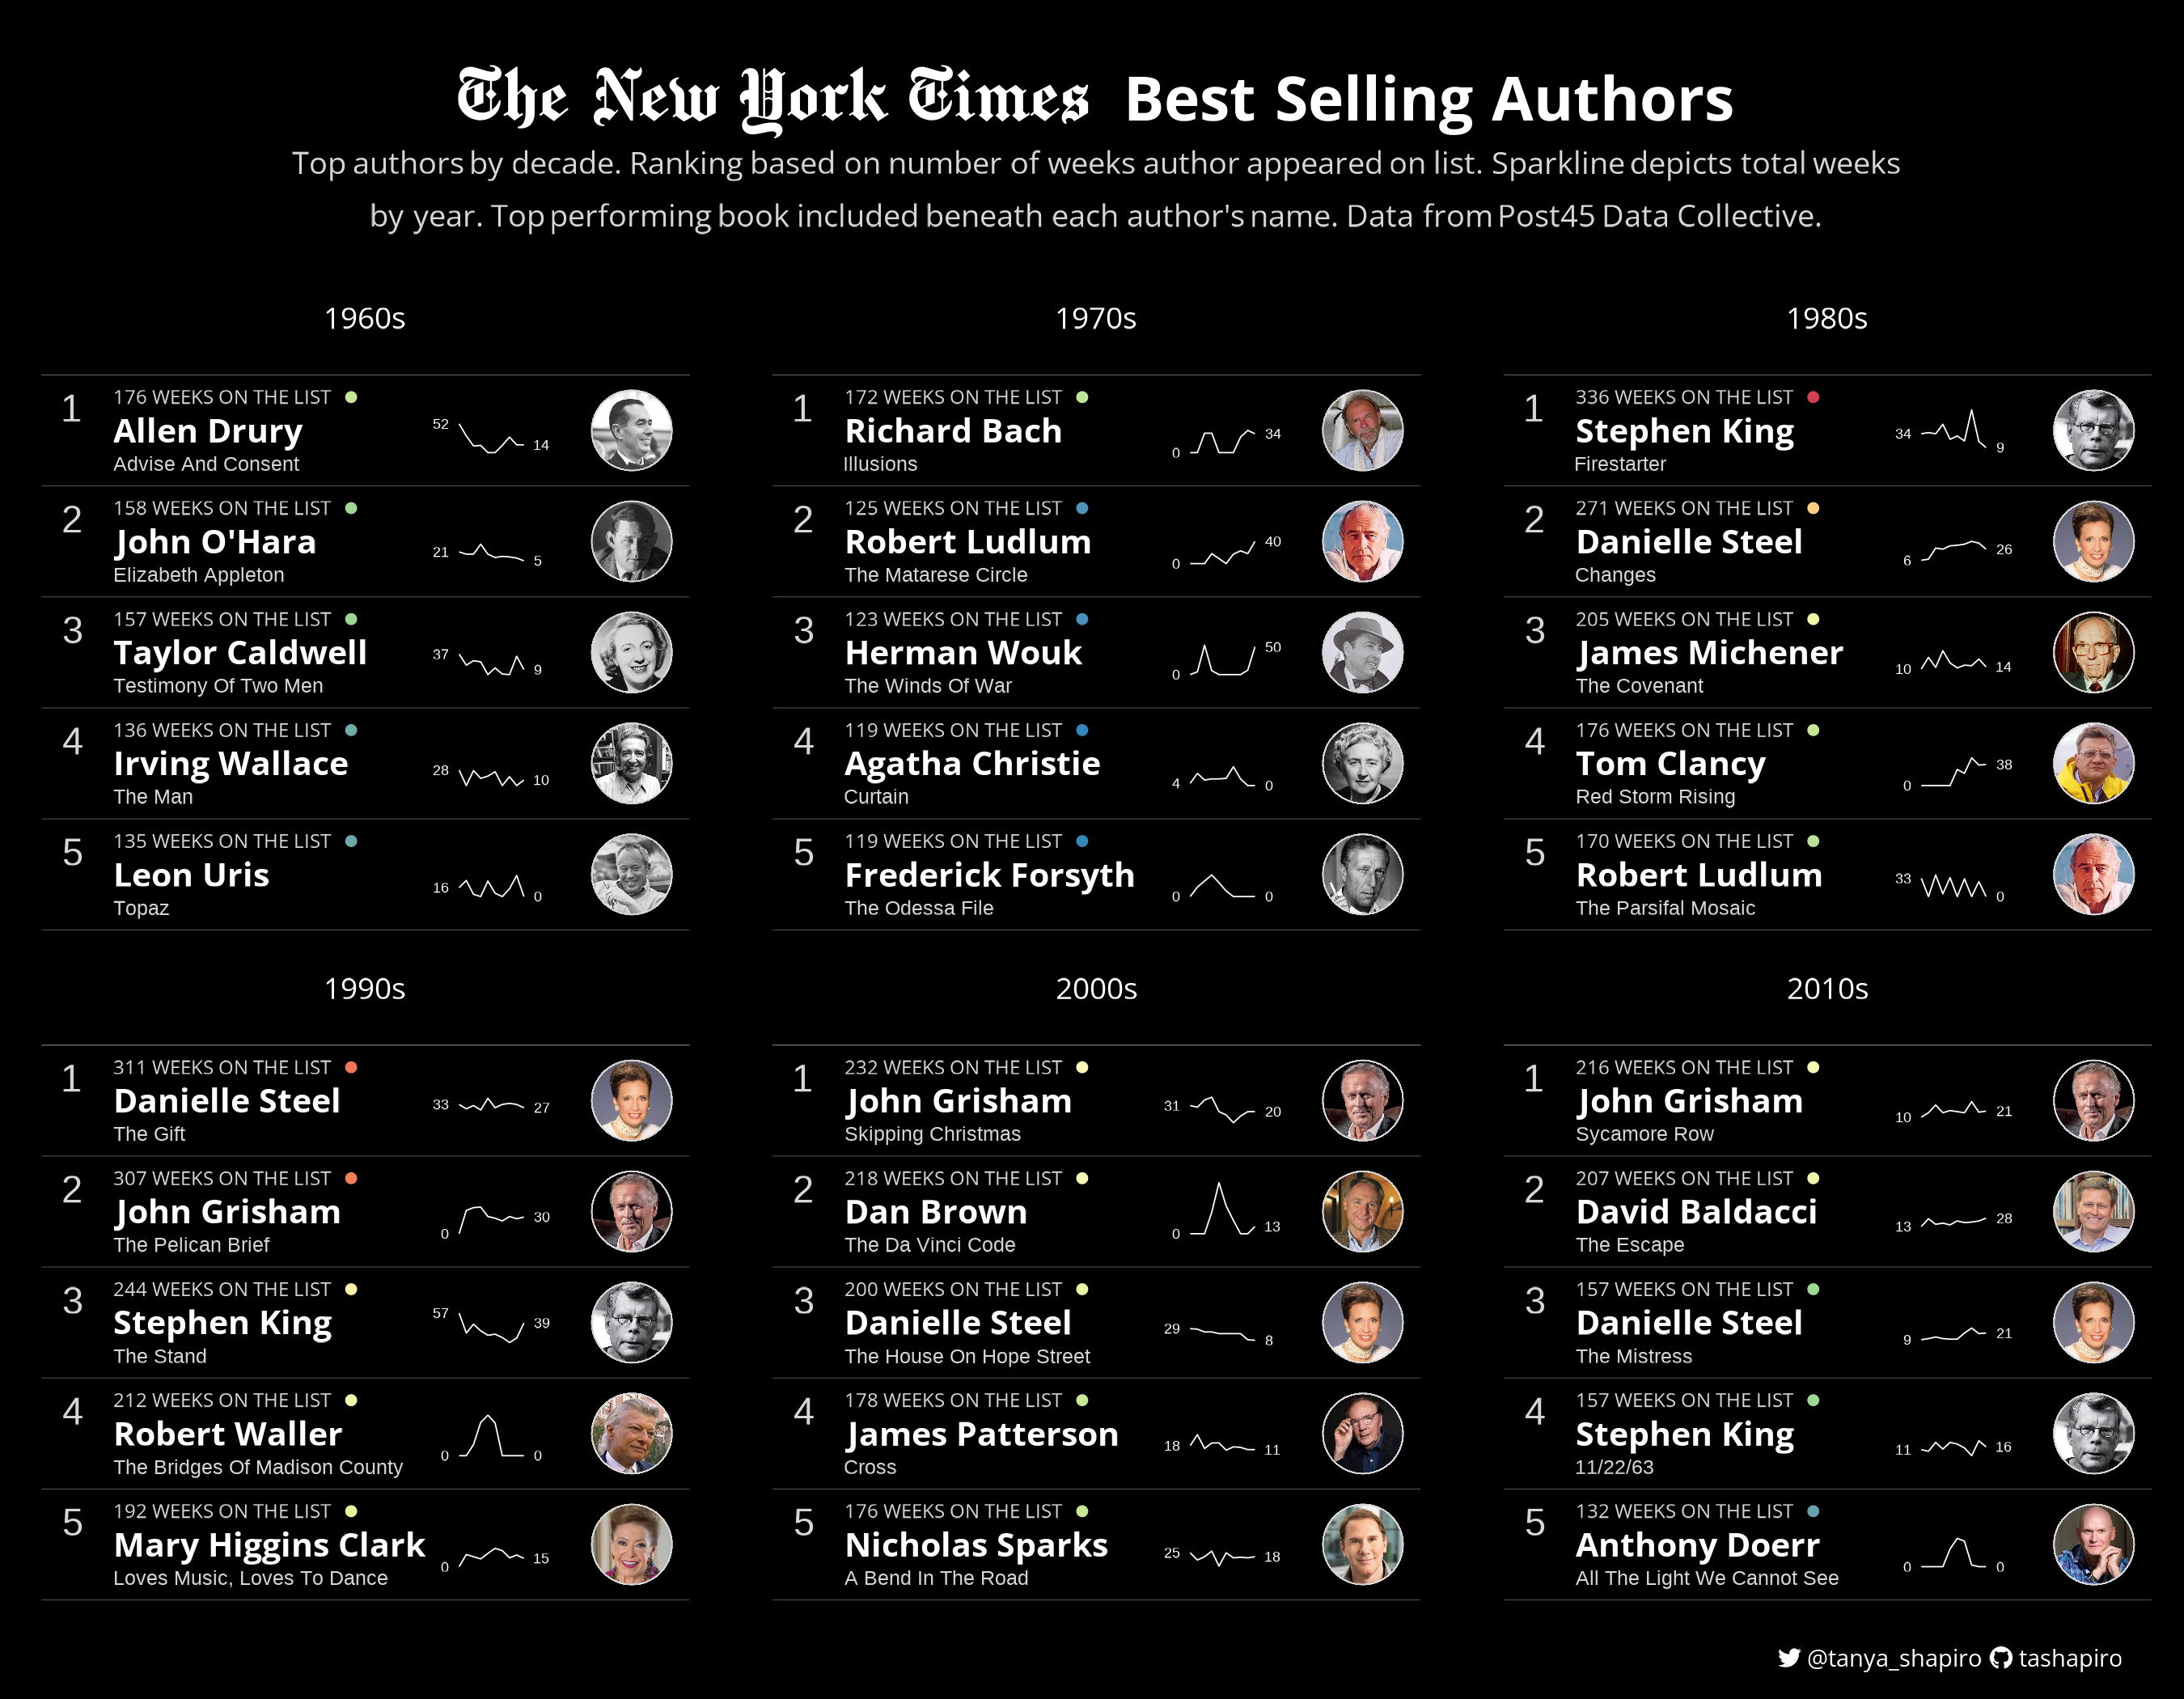 The New York Times Best Selling Authors
Top authors by decade. Ranking based on number of weeks author appeared on list. Sparkline depicts total weeks
by year. Top performing book included beneath each author's name. Data from Post45 Data Collective.
1960s
1
176 WEEKS ON THE LIST
Allen Drury
Advise And Consent
52
14
2
158 WEEKS ON THE LIST
John O'Hara
Elizabeth Appleton
21
5
3
157 WEEKS ON THE LIST
Taylor Caldwell
Testimony Of Two Men
37
9
4
136 WEEKS ON THE LIST
Irving Wallace
The Man
28
10
5
135 WEEKS ON THE LIST
Leon Uris
Topaz
16
0
1970s
1
172 WEEKS ON THE LIST
Richard Bach
Illusions
0
34
2
125 WEEKS ON THE LIST
Robert Ludlum
The Matarese Circle
0
40
3
123 WEEKS ON THE LIST
Herman Wouk
The Winds Of War
0
50
4
119 WEEKS ON THE LIST
Agatha Christie
Curtain
4
0
5
119 WEEKS ON THE LIST
Frederick Forsyth
The Odessa File
0
0
1980s
1
336 WEEKS ON THE LIST
Stephen King
Firestarter
34
9
2
271 WEEKS ON THE LIST
Danielle Steel
Changes
6
26
3
205 WEEKS ON THE LIST
James Michener
The Covenant
10
14
4
176 WEEKS ON THE LIST
Tom Clancy
Red Storm Rising
0
38
5
170 WEEKS ON THE LIST
Robert Ludlum
The Parsifal Mosaic
33
0
1990s
1
311 WEEKS ON THE LIST
Danielle Steel
The Gift
33
27
2
307 WEEKS ON THE LIST
John Grisham
The Pelican Brief
0
30
3
244 WEEKS ON THE LIST
Stephen King
The Stand
57
39
4
212 WEEKS ON THE LIST
Robert Waller
The Bridges Of Madison County
0
0
5
192 WEEKS ON THE LIST
Mary Higgins Clark
Loves Music, Loves To Dance
0
15
2000s
1
232 WEEKS ON THE LIST
John Grisham
Skipping Christmas
31
20
2
218 WEEKS ON THE LIST
Dan Brown
The Da Vinci Code
0
13
3
200 WEEKS ON THE LIST
Danielle Steel
The House On Hope Street
29
8
4
178 WEEKS ON THE LIST
James Patterson
Cross
18
11
5
176 WEEKS ON THE LIST
Nicholas Sparks
A Bend In The Road
25
18
2010s
1
216 WEEKS ON THE LIST
John Grisham
Sycamore Row
10
21
2
207 WEEKS ON THE LIST
David Baldacci
The Escape
13
28
3
157 WEEKS ON THE LIST
Danielle Steel
The Mistress
9
21
4
157 WEEKS ON THE LIST
Stephen King
11/22/63
11
16
5
132 WEEKS ON THE LIST
Anthony Doerr
All The Light We Cannot See
0
0
@tanya_shapiro tashapiro